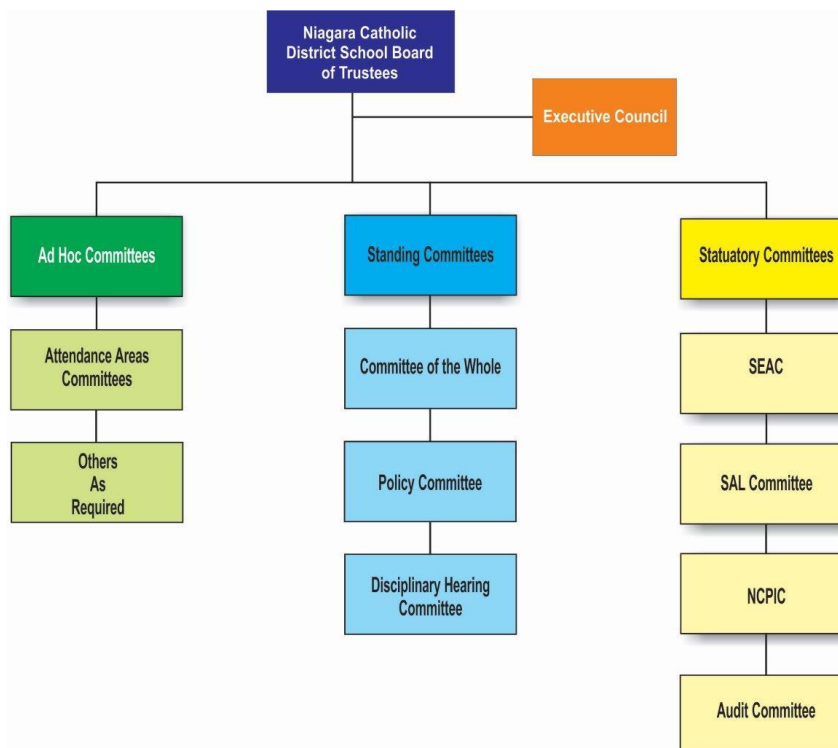 Niagara Catholic
District School Board
of Trustees
Executive Council
Ad Hoc Committees
Standing Committees
Statuatory Committees
Attendance Areas
Committees
Committee of the Whole
SEAC
Others
As
Required
Policy Committee
SAL Committee
Disciplinary Hearing
Committee
NCPIC
Audit Committee